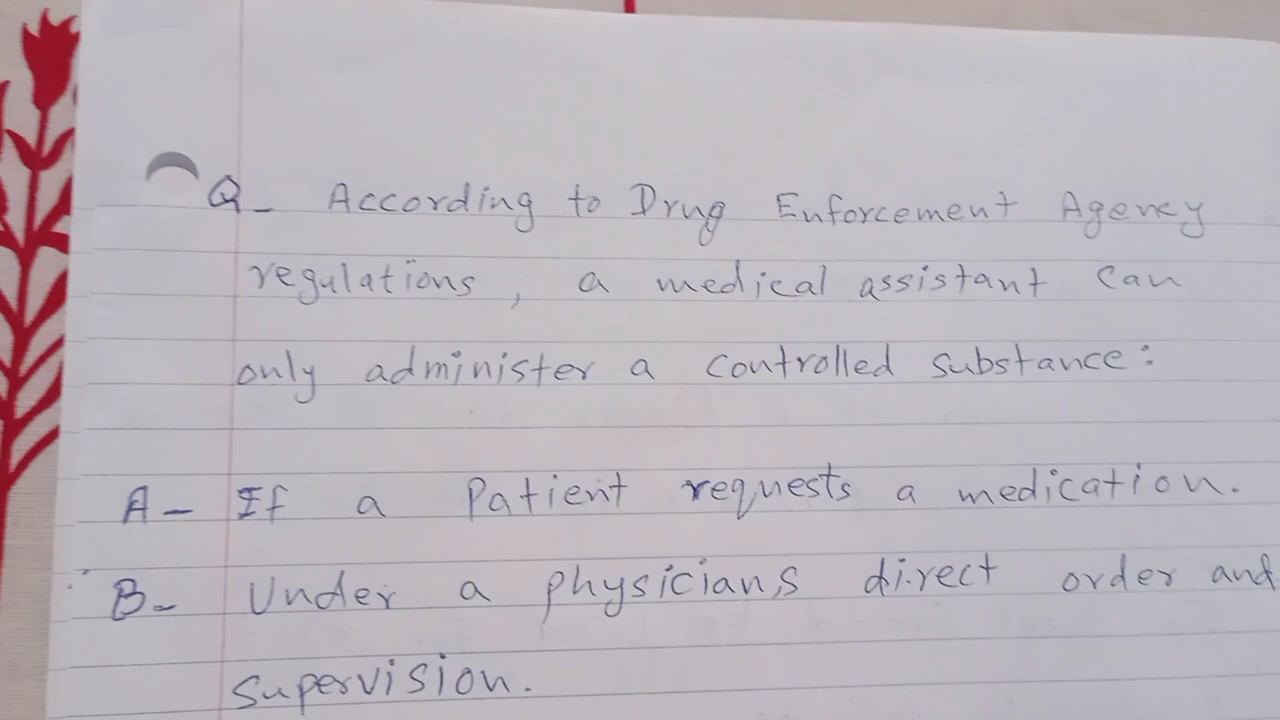 Q- According to Drug Enforcement Agency
regulations, a medical assistant can
only administer a controlled substance:
A- If a Patient requests a medication.
B- Under a physician,s direct order and
supervision.